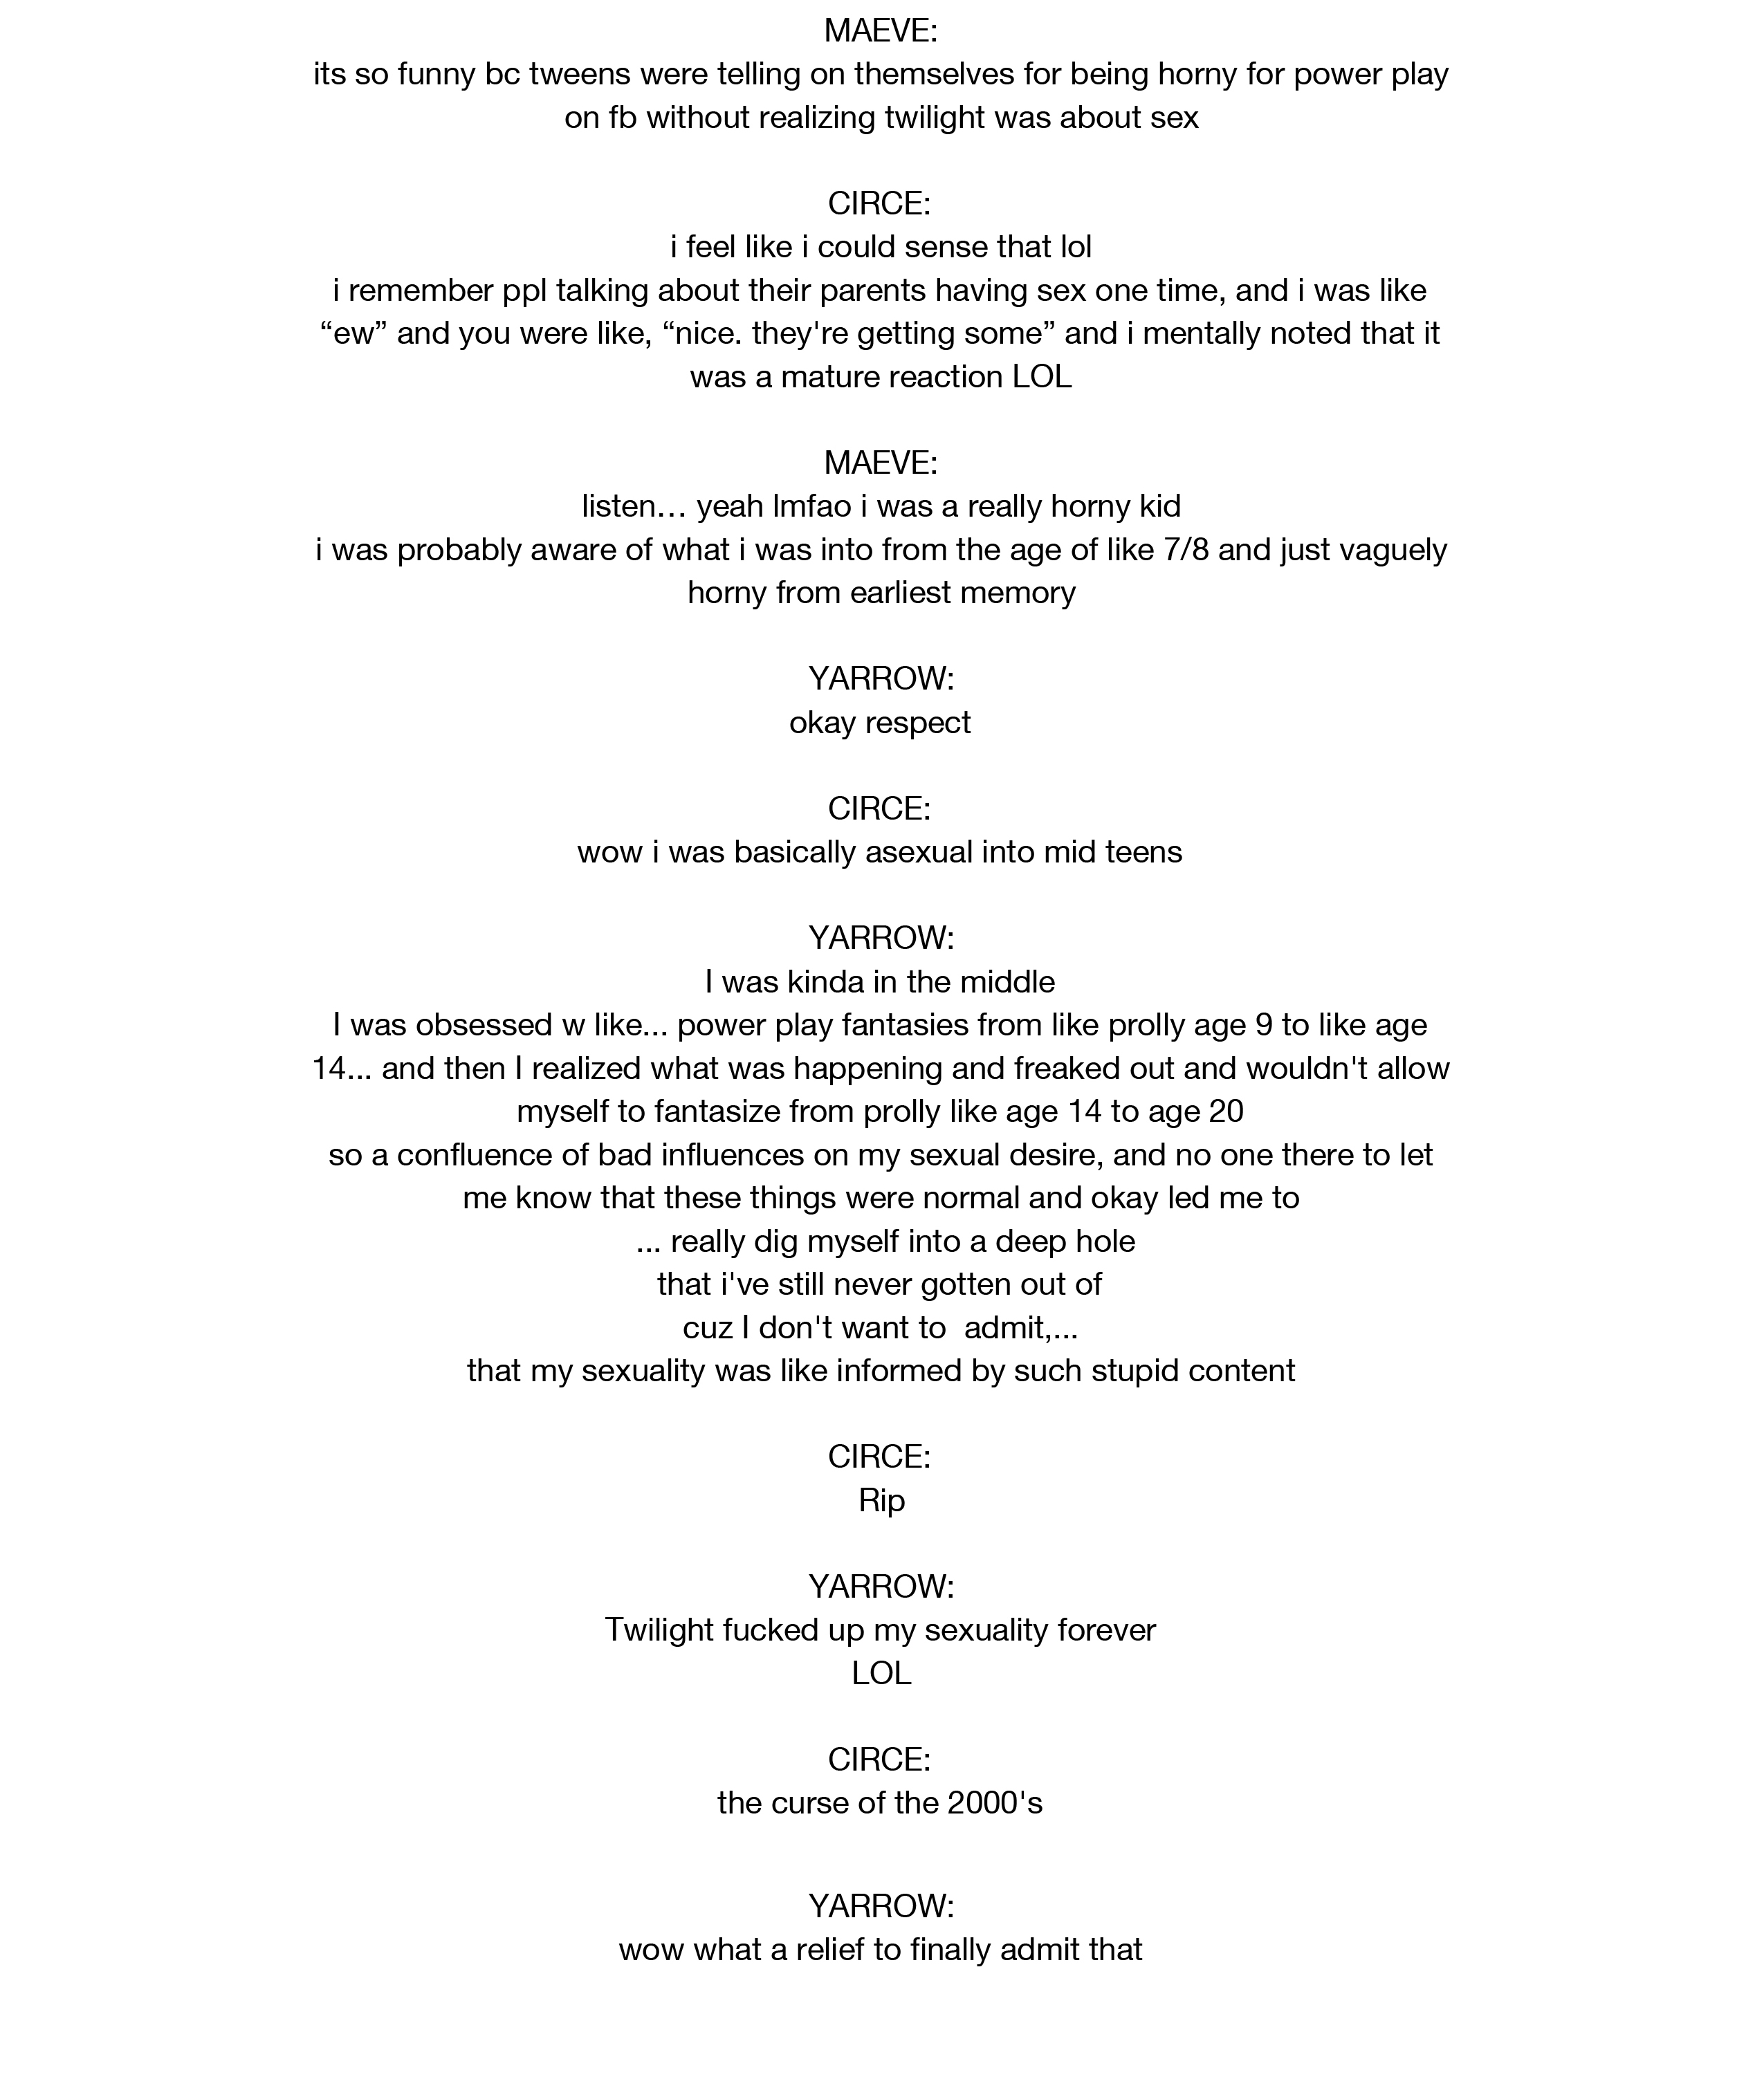 MAEVE:
its so funny bc tweens were telling on themselves for being horny for power play
on fb without realizing twilight was about sex
CIRCE:
i feel like i could sense that lol
i remember ppl talking about their parents having sex one time, and i was like
“ew” and you were like, “nice. they're getting some” and i mentally noted that it
was a mature reaction LOL
MAEVE:
listen… yeah lmfao i was a really horny kid
i was probably aware of what i was into from the age of like 7/8 and just vaguely
horny from earliest memory
YARROW:
okay respect
CIRCE:
wow i was basically asexual into mid teens
YARROW:
I was kinda in the middle
I was obsessed w like... power play fantasies from like prolly age 9 to like age
14... and then I realized what was happening and freaked out and wouldn't allow
myself to fantasize from prolly like age 14 to age 20
so a confluence of bad influences on my sexual desire, and no one there to let
me know that these things were normal and okay led me to
... really dig myself into a deep hole
that i've still never gotten out of
cuz I don't want to  admit,...
that my sexuality was like informed by such stupid content
CIRCE:
Rip
YARROW:
Twilight fucked up my sexuality forever
LOL
CIRCE:
the curse of the 2000's
YARROW:
wow what a relief to finally admit that